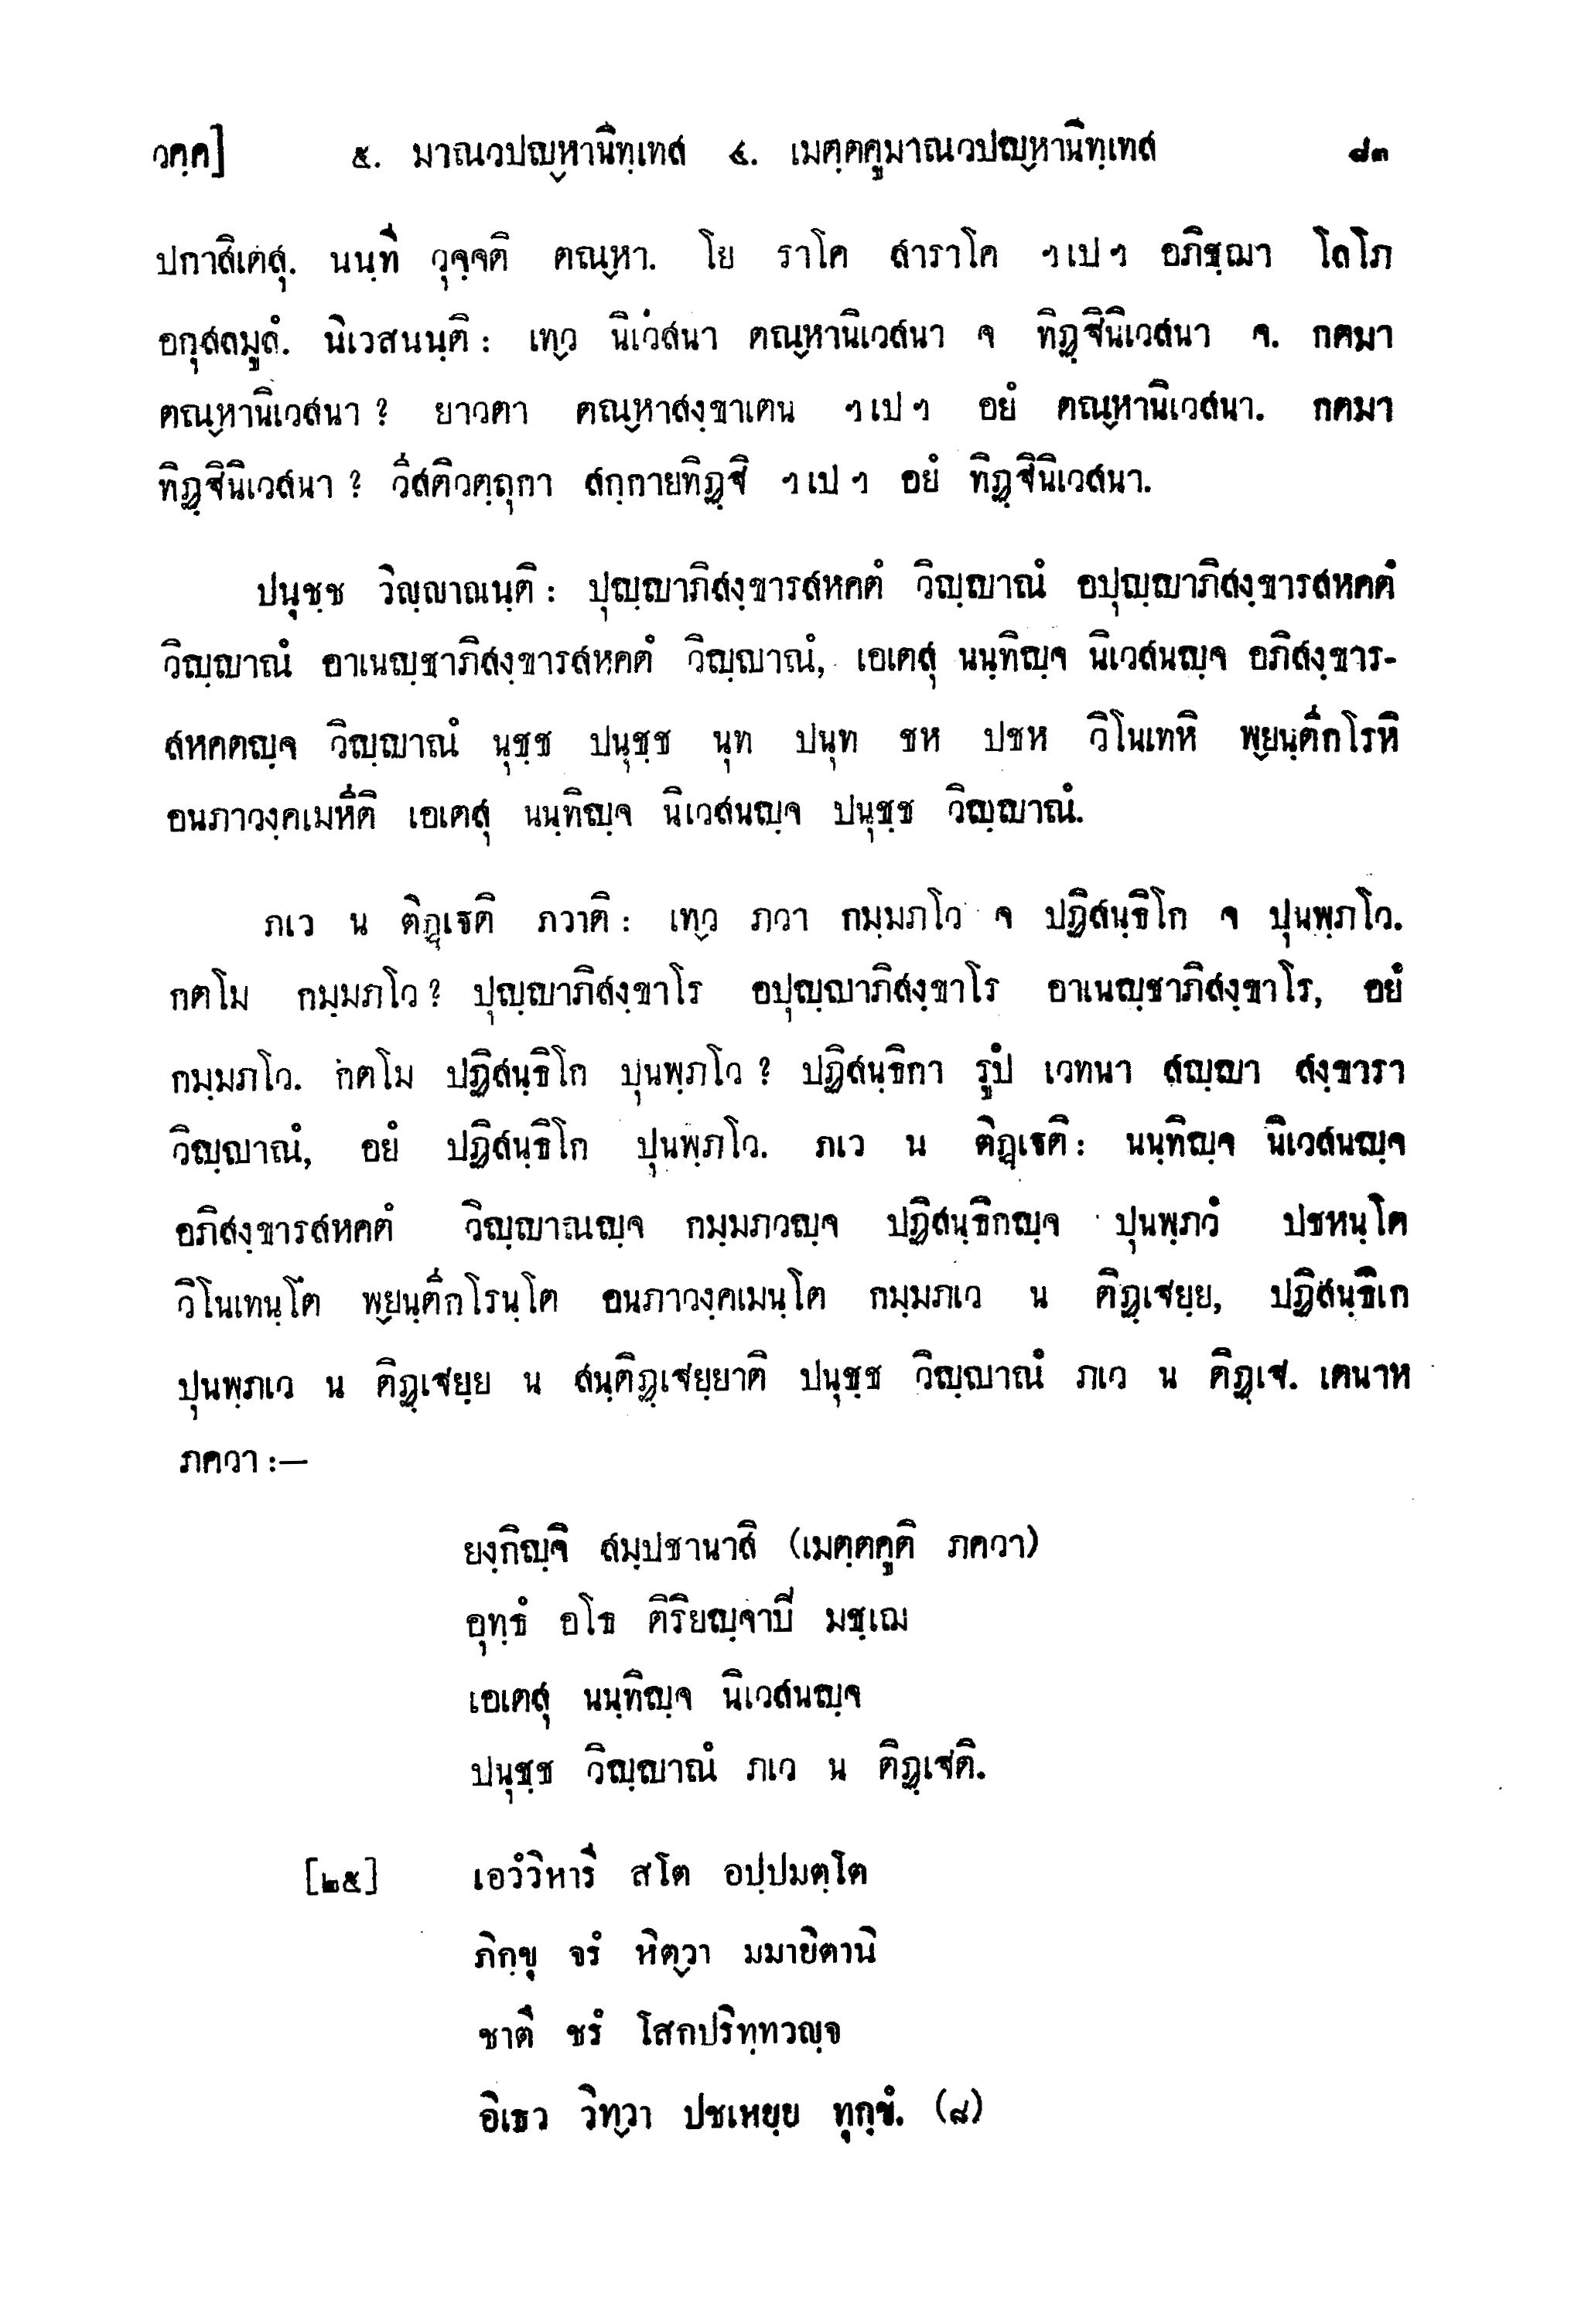 วคฺค]  ๕. มาณวปญฺหานิทฺเทส ๔. เมตฺตคูมาณวปญฺหานิทฺเทส  ๘๓
ปกาสิเตสุ. นนฺทิ วุจฺจติ ตณฺหา. โย ราโค สาราโค ฯเปฯ อภิชฺฌา โลโภ
อกุสลมูลํ. นิเวสนนฺติ : เทฺว นิเวสนา ตณฺหานิเวสนา จ ทิฏฺฐินิเวสนา จ. กตมา
ตณฺหานิเวสนา ? ยาวตา ตณฺหาสงฺขาเตน ฯเปฯ อยํ ตณฺหานิเวสนา. กตมา
ทิฏฺฐินิเวสนา ? วีสติวตฺถุกา สกฺกายทิฏฺฐิ ฯเปฯ อยํ ทิฏฺฐินิเวสนา.
ปนุชฺช วิญฺญาณนฺติ : ปุญฺญาภิสงฺขารสหคตํ วิญฺญาณํ อปุญฺญาภิสงฺขารสหคตํ
วิญฺญาณํ อาเนญฺชาภิสงฺขารสหคตํ วิญฺญาณํ, เอเตสุ นนฺทิญฺจ นิเวสนญฺจ อภิสงฺขาร-
สหคตญฺจ วิญฺญาณํ นุชฺช ปนุชฺช นุท ปนุท ชห ปชห วิโนเทหิ พฺยนฺตีกโรหิ
อนภาวงฺคเมหีติ เอเตสุ นนฺทิญฺจ นิเวสนญฺจ ปนุชฺช วิญฺญาณํ.
ภเว น ติฏฺเฐติ ภวาติ : เทฺว ภวา กมฺมภโว จ ปฏิสนฺธิโก จ ปุนพฺภโว.
กตโม กมฺมภโว ? ปุญฺญาภิสงฺขาโร อปุญฺญาภิสงฺขาโร อาเนญฺชาภิสงฺขาโร, อยํ
กมฺมภโว. กตโม ปฏิสนฺธิโก ปุนพฺภโว ? ปฏิสนฺธิกา รูปํ เวทนา สญฺญา สงฺขารา
วิญฺญาณํ, อยํ ปฏิสนฺธิโก ปุนพฺภโว. ภเว น ติฏฺเฐติ : นนฺทิญฺจ นิเวสนญฺจ
อภิสงฺขารสหคตํ วิญฺญาณญฺจ กมฺมภวญฺจ ปฏิสนฺธิกญฺจ ปุนพฺภวํ ปชหนฺโต
วิโนเทนฺโต พฺยนฺตีกโรนฺโต อนภาวงฺคเมนฺโต กมฺมภเว น ติฏฺเฐยฺย, ปฏิสนฺธิเก
ปุนพฺภเว น ติฏฺเฐยฺย น สนฺติฏฺเฐยฺยาติ ปนุชฺช วิญฺญาณํ ภเว น ติฏฺเฐ. เตนาห
ภควา :—
ยงฺกิญฺจิ สมฺปชานาสิ (เมตฺตคูติ ภควา)
อุทฺธํ อโธ ติริยญฺจาปิ มชฺเฌ
เอเตสุ นนฺทิญฺจ นิเวสนญฺจ
ปนุชฺช วิญฺญาณํ ภเว น ติฏฺเฐติ.
[๒๕]  เอวํวิหารี สโต อปฺปมตฺโต
ภิกฺขุ จรํ หิตฺวา มมายิตานิ
ชาตึ ชรํ โสกปริทฺทวญฺจ
อิเธว วิทฺวา ปชเหยฺย ทุกฺขํ. (๘)